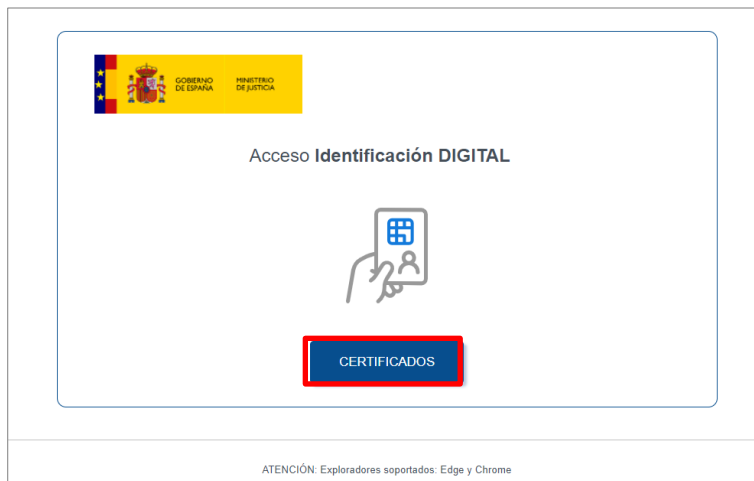 GOBIERNO DE ESPAÑA
MINISTERIO DE JUSTICIA
Acceso Identificación DIGITAL
CERTIFICADOS
ATENCIÓN: Exploradores soportados: Edge y Chrome